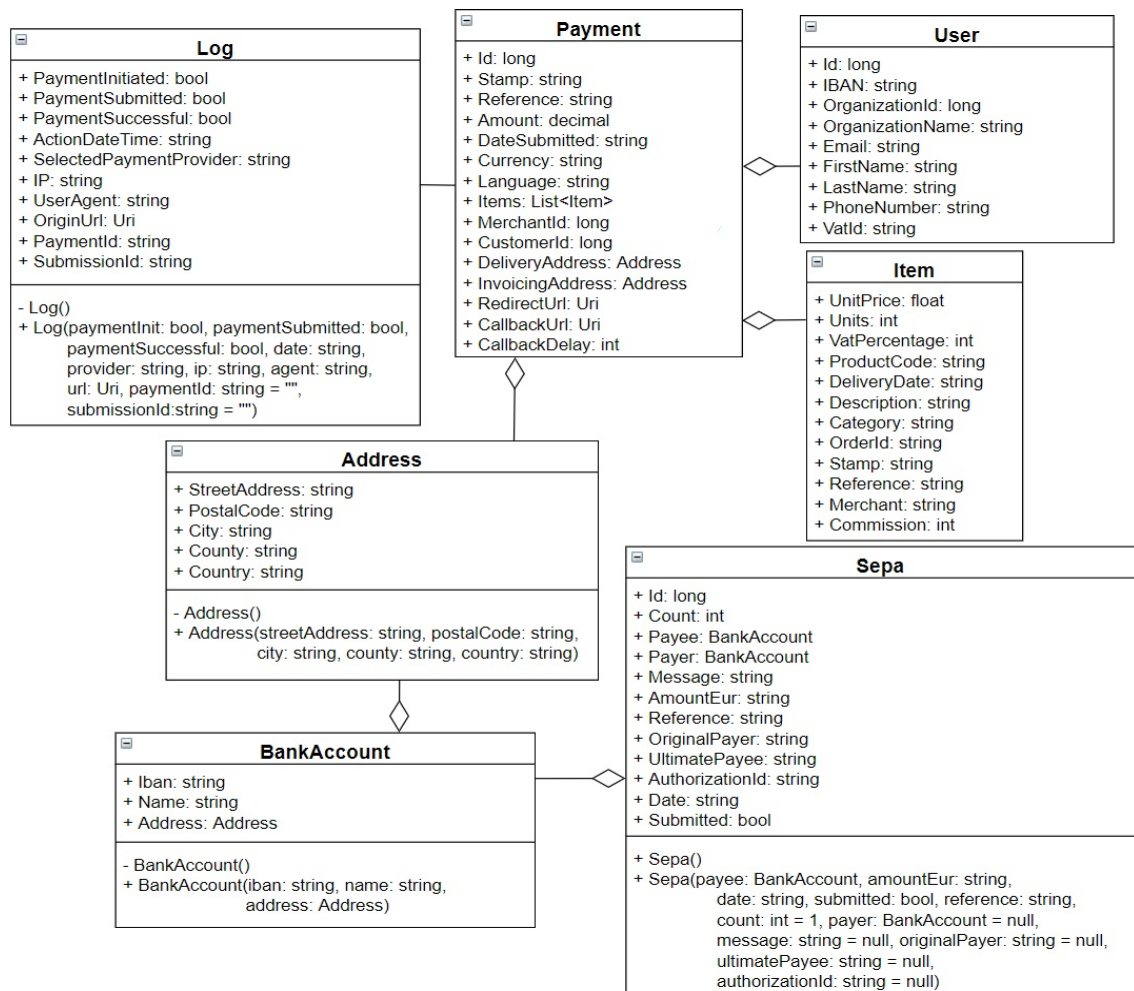 Log
+ PaymentInitiated: bool
+ PaymentSubmitted: bool
+ PaymentSuccessful: bool
+ ActionDateTime: string
+ SelectedPaymentProvider: string
+ IP: string
+ UserAgent: string
+ OriginUrl: Uri
+ PaymentId: string
+ SubmissionId: string
- Log()
+ Log(paymentInit: bool, paymentSubmitted: bool,
paymentSuccessful: bool, date: string,
provider: string, ip: string, agent: string,
url: Uri, paymentId: string = "",
submissionId:string = "")
Payment
+ Id: long
+ Stamp: string
+ Reference: string
+ Amount: decimal
+ DateSubmitted: string
+ Currency: string
+ Language: string
+ Items: List<Item>
+ MerchantId: long
+ CustomerId: long
+ DeliveryAddress: Address
+ InvoicingAddress: Address
+ RedirectUrl: Uri
+ CallbackUrl: Uri
+ CallbackDelay: int
User
+ Id: long
+ IBAN: string
+ OrganizationId: long
+ OrganizationName: string
+ Email: string
+ FirstName: string
+ LastName: string
+ PhoneNumber: string
+ VatId: string
Item
+ UnitPrice: float
+ Units: int
+ VatPercentage: int
+ ProductCode: string
+ DeliveryDate: string
+ Description: string
+ Category: string
+ OrderId: string
+ Stamp: string
+ Reference: string
+ Merchant: string
+ Commission: int
Address
+ StreetAddress: string
+ PostalCode: string
+ City: string
+ County: string
+ Country: string
- Address()
+ Address(streetAddress: string, postalCode: string,
city: string, county: string, country: string)
BankAccount
+ Iban: string
+ Name: string
+ Address: Address
- BankAccount()
+ BankAccount(iban: string, name: string,
address: Address)
Sepa
+ Id: long
+ Count: int
+ Payee: BankAccount
+ Payer: BankAccount
+ Message: string
+ AmountEur: string
+ Reference: string
+ OriginalPayer: string
+ UltimatePayee: string
+ AuthorizationId: string
+ Date: string
+ Submitted: bool
+ Sepa()
+ Sepa(payee: BankAccount, amountEur: string,
date: string, submitted: bool, reference: string,
count: int = 1, payer: BankAccount = null,
message: string = null, originalPayer: string = null,
ultimatePayee: string = null,
authorizationId: string = null)